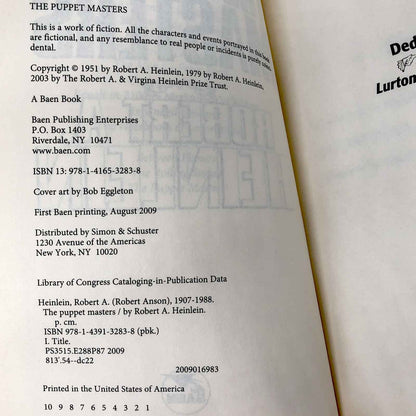 THE PUPPET MASTERS
This is a work of fiction. All the characters and events portrayed in this book
are fictional, and any resemblance to real people or incidents is purely coinci-
dental.
Copyright © 1951 by Robert A. Heinlein, 1979 by Robert A. Heinlein,
2003 by The Robert A. & Virgina Heinlein Prize Trust.
A Baen Book
Baen Publishing Enterprises
P.O. Box 1403
Riverdale, NY 10471
www.baen.com
ISBN 13: 978-1-4165-3283-8
Cover art by Bob Eggleton
First Baen printing, August 2009
Distributed by Simon & Schuster
1230 Avenue of the Americas
New York, NY 10020
Library of Congress Cataloging-in-Publication Data
Heinlein, Robert A. (Robert Anson), 1907-1988.
The puppet masters / by Robert A. Heinlein.
p. cm.
ISBN 978-1-4391-3283-8 (pbk.)
I. Title.
PS3515.E288P87 2009
813'.54--dc22
2009016983
Printed in the United States of America
10 9 8 7 6 5 4 3 2 1
Ded
Lurton